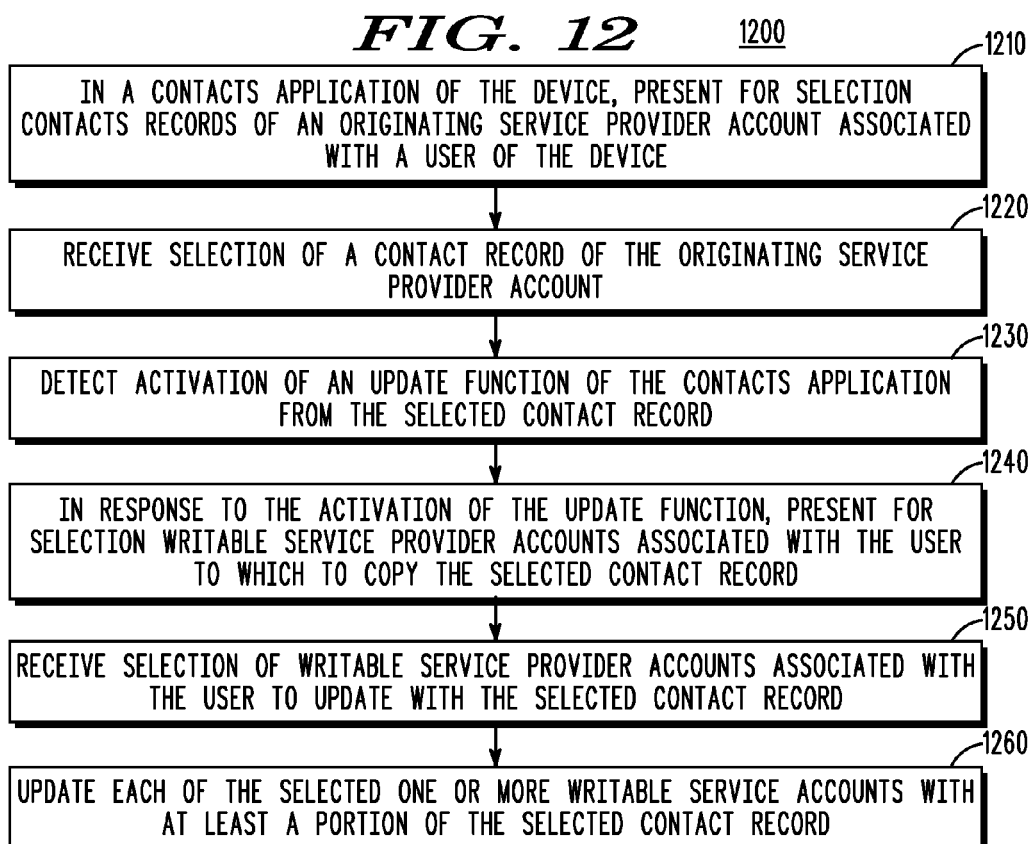 FIG. 12 1200
1210
IN A CONTACTS APPLICATION OF THE DEVICE, PRESENT FOR SELECTION
CONTACTS RECORDS OF AN ORIGINATING SERVICE PROVIDER ACCOUNT ASSOCIATED
WITH A USER OF THE DEVICE
1220
RECEIVE SELECTION OF A CONTACT RECORD OF THE ORIGINATING SERVICE
PROVIDER ACCOUNT
1230
DETECT ACTIVATION OF AN UPDATE FUNCTION OF THE CONTACTS APPLICATION
FROM THE SELECTED CONTACT RECORD
1240
IN RESPONSE TO THE ACTIVATION OF THE UPDATE FUNCTION, PRESENT FOR
SELECTION WRITABLE SERVICE PROVIDER ACCOUNTS ASSOCIATED WITH THE USER
TO WHICH TO COPY THE SELECTED CONTACT RECORD
1250
RECEIVE SELECTION OF WRITABLE SERVICE PROVIDER ACCOUNTS ASSOCIATED WITH
THE USER TO UPDATE WITH THE SELECTED CONTACT RECORD
1260
UPDATE EACH OF THE SELECTED ONE OR MORE WRITABLE SERVICE ACCOUNTS WITH
AT LEAST A PORTION OF THE SELECTED CONTACT RECORD